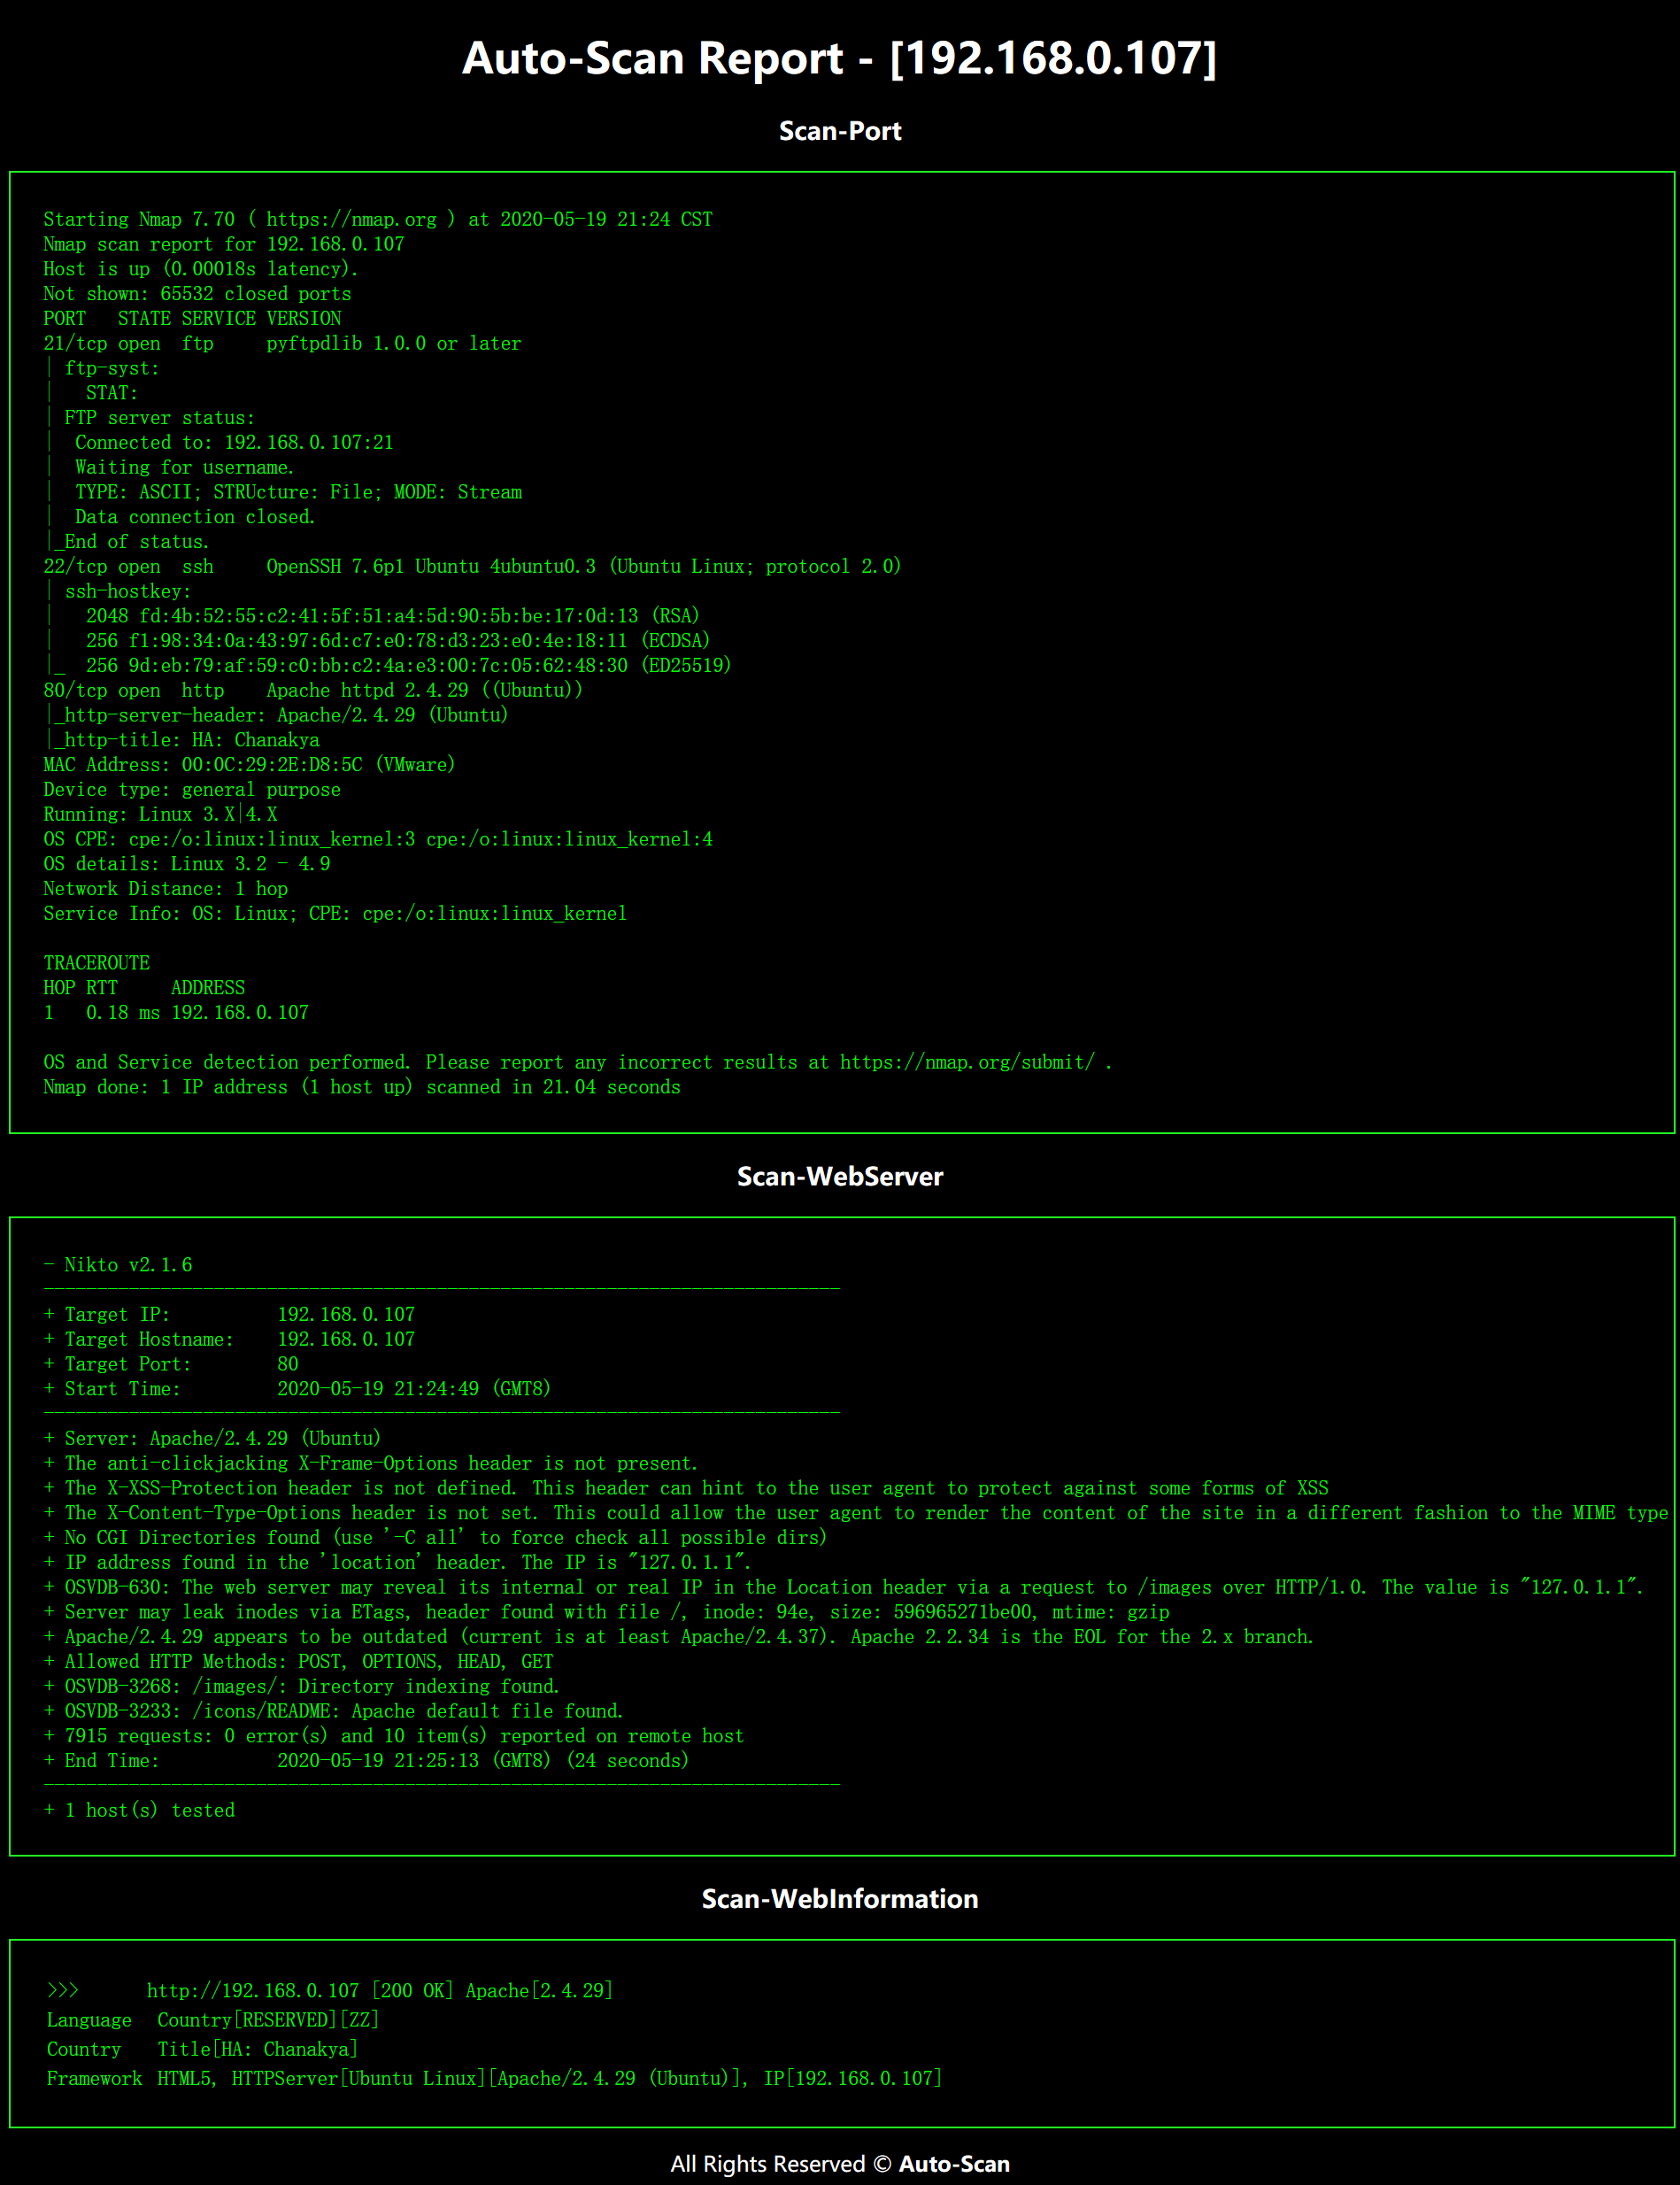 Auto-Scan Report - [192.168.0.107]
Scan-Port
Starting Nmap 7.70 ( https://nmap.org ) at 2020-05-19 21:24 CST
Nmap scan report for 192.168.0.107
Host is up (0.00018s latency).
Not shown: 65532 closed ports
PORT   STATE SERVICE VERSION
21/tcp open  ftp     pyftpdlib 1.0.0 or later
| ftp-syst:
|   STAT:
| FTP server status:
|  Connected to: 192.168.0.107:21
|  Waiting for username.
|  TYPE: ASCII; STRUcture: File; MODE: Stream
|  Data connection closed.
|_End of status.
22/tcp open  ssh     OpenSSH 7.6p1 Ubuntu 4ubuntu0.3 (Ubuntu Linux; protocol 2.0)
| ssh-hostkey:
|   2048 fd:4b:52:55:c2:41:5f:51:a4:5d:90:5b:be:17:0d:13 (RSA)
|   256 f1:98:34:0a:43:97:6d:c7:e0:78:d3:23:e0:4e:18:11 (ECDSA)
|_  256 9d:eb:79:af:59:c0:bb:c2:4a:e3:00:7c:05:62:48:30 (ED25519)
80/tcp open  http    Apache httpd 2.4.29 ((Ubuntu))
|_http-server-header: Apache/2.4.29 (Ubuntu)
|_http-title: HA: Chanakya
MAC Address: 00:0C:29:2E:D8:5C (VMware)
Device type: general purpose
Running: Linux 3.X|4.X
OS CPE: cpe:/o:linux:linux_kernel:3 cpe:/o:linux:linux_kernel:4
OS details: Linux 3.2 - 4.9
Network Distance: 1 hop
Service Info: OS: Linux; CPE: cpe:/o:linux:linux_kernel
TRACEROUTE
HOP RTT     ADDRESS
1   0.18 ms 192.168.0.107
OS and Service detection performed. Please report any incorrect results at https://nmap.org/submit/ .
Nmap done: 1 IP address (1 host up) scanned in 21.04 seconds
Scan-WebServer
- Nikto v2.1.6
---------------------------------------------------------------------------
+ Target IP:          192.168.0.107
+ Target Hostname:    192.168.0.107
+ Target Port:        80
+ Start Time:         2020-05-19 21:24:49 (GMT8)
---------------------------------------------------------------------------
+ Server: Apache/2.4.29 (Ubuntu)
+ The anti-clickjacking X-Frame-Options header is not present.
+ The X-XSS-Protection header is not defined. This header can hint to the user agent to protect against some forms of XSS
+ The X-Content-Type-Options header is not set. This could allow the user agent to render the content of the site in a different fashion to the MIME type
+ No CGI Directories found (use '-C all' to force check all possible dirs)
+ IP address found in the 'location' header. The IP is "127.0.1.1".
+ OSVDB-630: The web server may reveal its internal or real IP in the Location header via a request to /images over HTTP/1.0. The value is "127.0.1.1".
+ Server may leak inodes via ETags, header found with file /, inode: 94e, size: 596965271be00, mtime: gzip
+ Apache/2.4.29 appears to be outdated (current is at least Apache/2.4.37). Apache 2.2.34 is the EOL for the 2.x branch.
+ Allowed HTTP Methods: POST, OPTIONS, HEAD, GET
+ OSVDB-3268: /images/: Directory indexing found.
+ OSVDB-3233: /icons/README: Apache default file found.
+ 7915 requests: 0 error(s) and 10 item(s) reported on remote host
+ End Time:           2020-05-19 21:25:13 (GMT8) (24 seconds)
---------------------------------------------------------------------------
+ 1 host(s) tested
Scan-WebInformation
>>> http://192.168.0.107 [200 OK] Apache[2.4.29]
Language Country[RESERVED][ZZ]
Country Title[HA: Chanakya]
Framework HTML5, HTTPServer[Ubuntu Linux][Apache/2.4.29 (Ubuntu)], IP[192.168.0.107]
All Rights Reserved © Auto-Scan